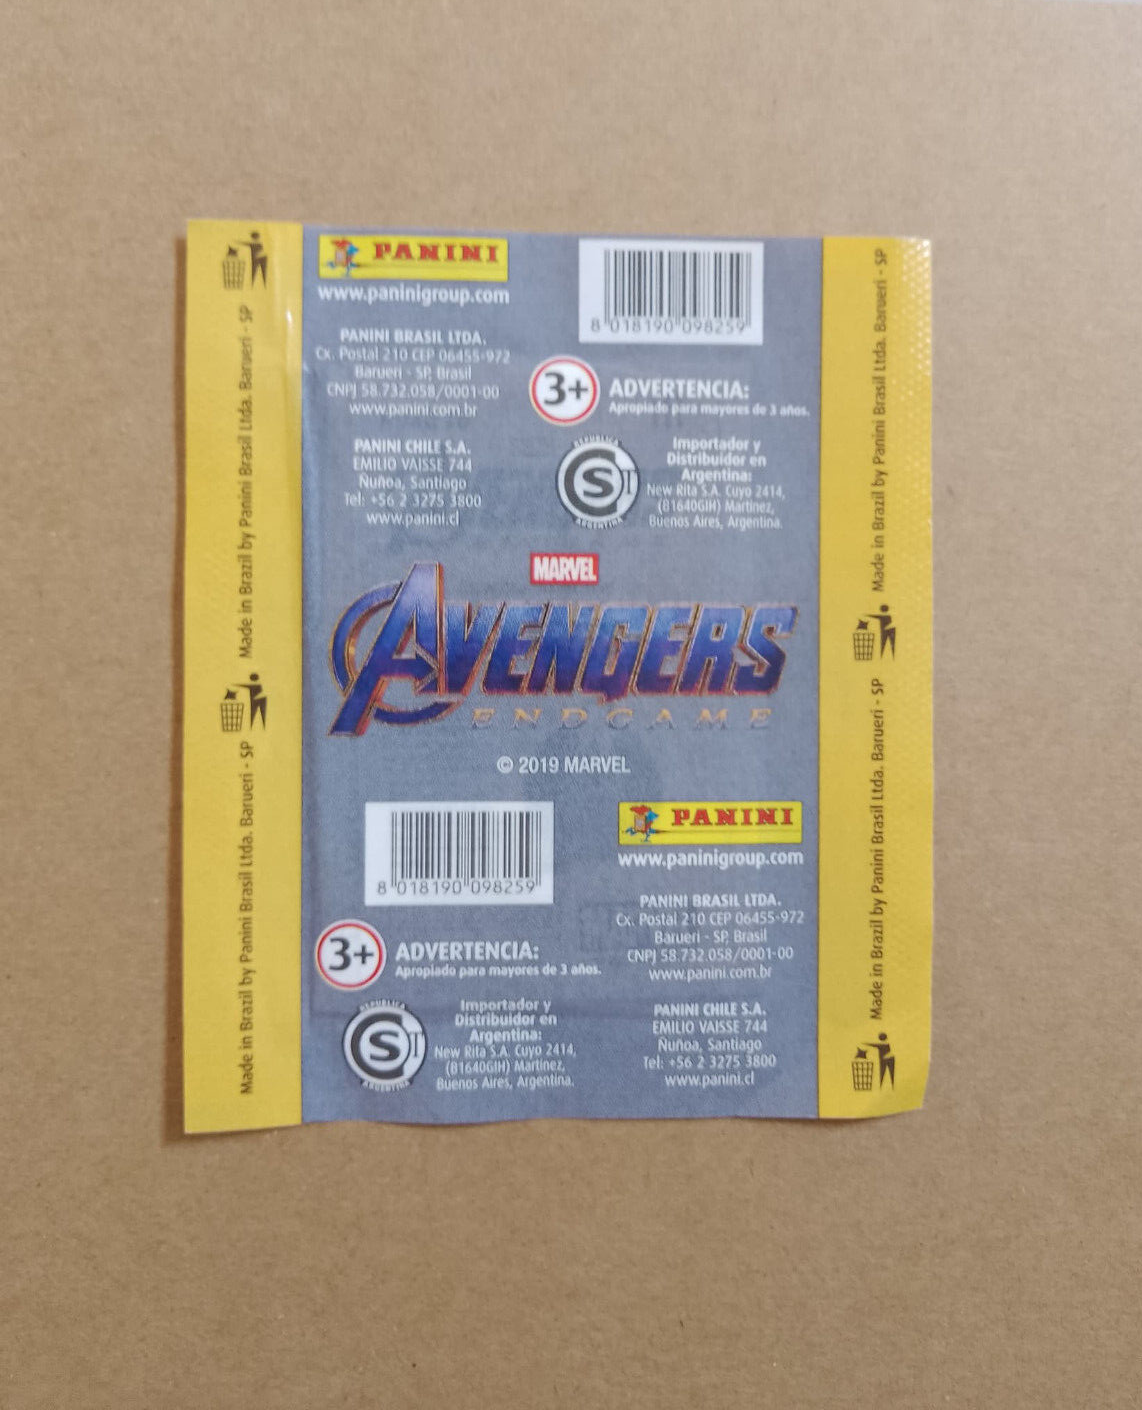 PANINI
www.paninigroup.com
PANINI BRASIL LTDA.
Cx. Postal 210 CEP 06455-972
Barueri - SP, Brasil
CNPJ 58.732.058/0001-00
www.panini.com.br
PANINI CHILE S.A.
EMILIO VAISSE 744
Ñuñoa, Santiago
Tel: +56 2 3275 3800
www.panini.cl
8 018190 098259
3+
ADVERTENCIA:
Apropiado para mayores de 3 años.
REPUBLICA
ARGENTINA
Importador y
Distribuidor en
Argentina:
New Rita S.A. Cuyo 2414,
(B1640GIH) Martinez,
Buenos Aires, Argentina.
MARVEL
AVENGERS
ENDGAME
© 2019 MARVEL
8 018190 098259
3+
ADVERTENCIA:
Apropiado para mayores de 3 años.
REPUBLICA
ARGENTINA
Importador y
Distribuidor en
Argentina:
New Rita S.A. Cuyo 2414,
(B1640GIH) Martinez,
Buenos Aires, Argentina.
PANINI
www.paninigroup.com
PANINI BRASIL LTDA.
Cx. Postal 210 CEP 06455-972
Barueri - SP, Brasil
CNPJ 58.732.058/0001-00
www.panini.com.br
PANINI CHILE S.A.
EMILIO VAISSE 744
Ñuñoa, Santiago
Tel: +56 2 3275 3800
www.panini.cl
Made in Brazil by Panini Brasil Ltda. Barueri - SP
Made in Brazil by Panini Brasil Ltda. Barueri - SP
Made in Brazil by Panini Brasil Ltda. Barueri - SP
Made in Brazil by Panini Brasil Ltda. Barueri - SP